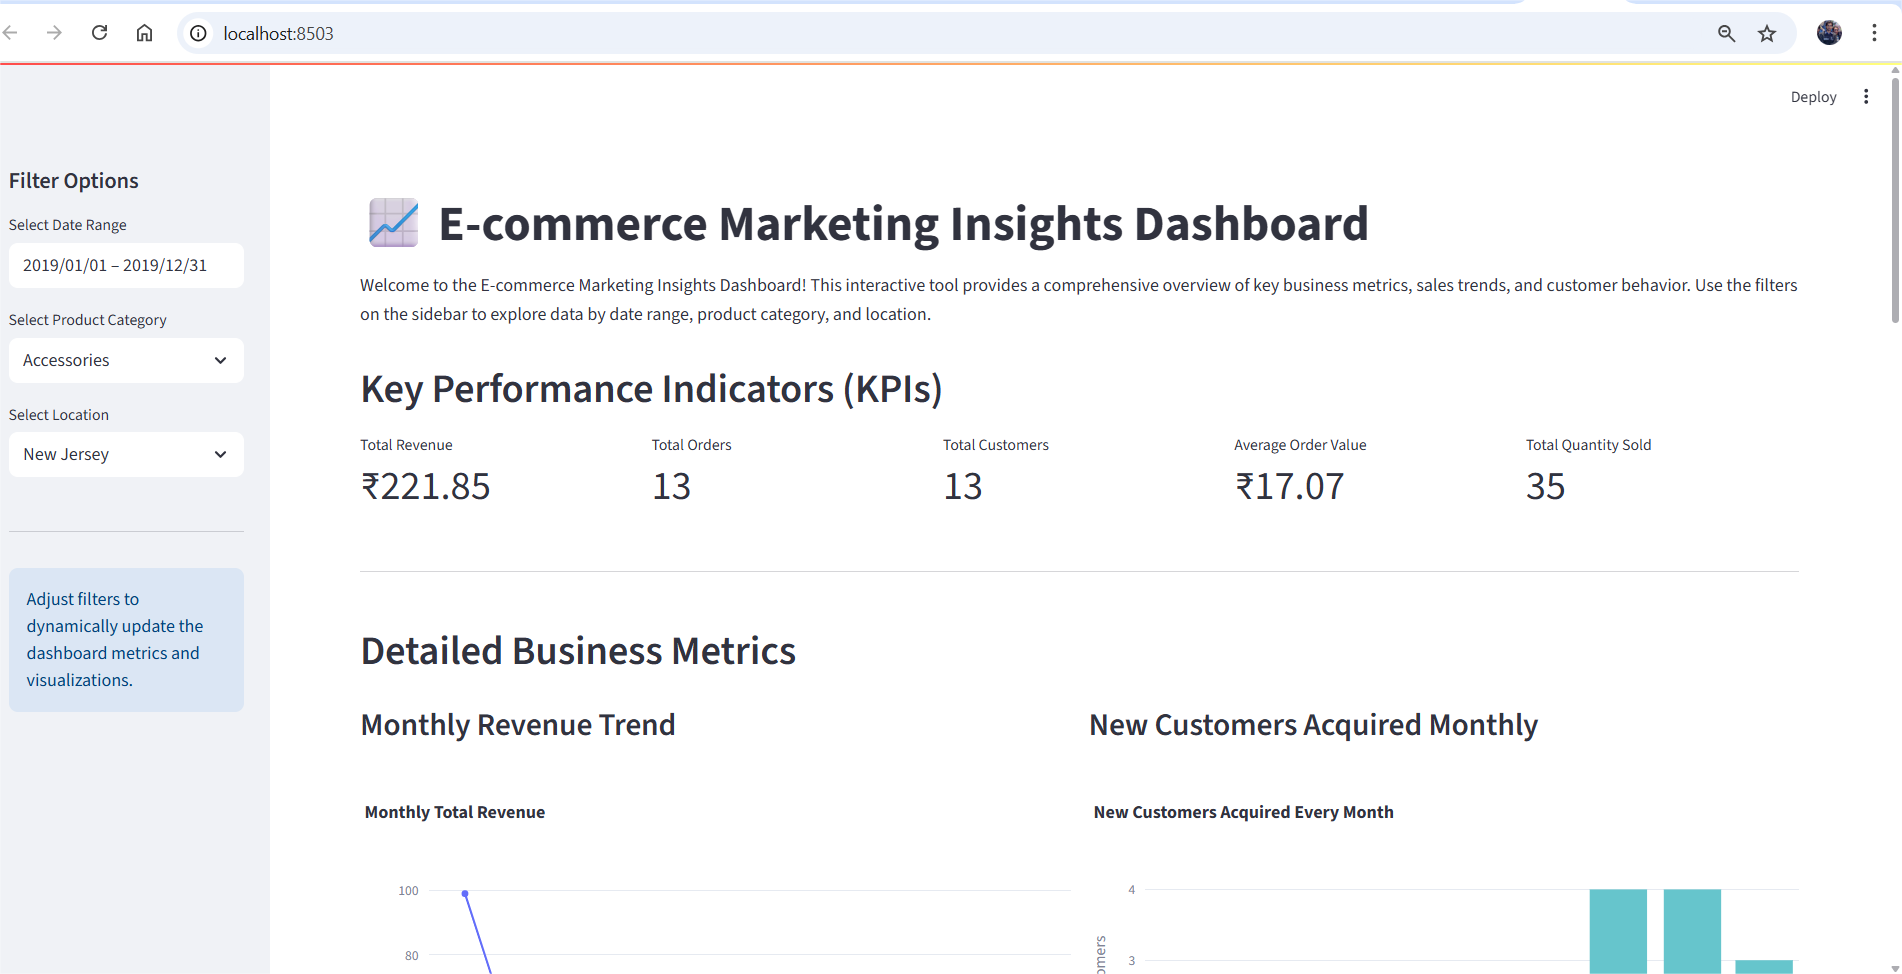 localhost:8503
Deploy
Filter Options
Select Date Range
2019/01/01 – 2019/12/31
Select Product Category
Accessories
Select Location
New Jersey
Adjust filters to
dynamically update the
dashboard metrics and
visualizations.
E-commerce Marketing Insights Dashboard
Welcome to the E-commerce Marketing Insights Dashboard! This interactive tool provides a comprehensive overview of key business metrics, sales trends, and customer behavior. Use the filters
on the sidebar to explore data by date range, product category, and location.
Key Performance Indicators (KPIs)
Total Revenue
₹221.85
Total Orders
13
Total Customers
13
Average Order Value
₹17.07
Total Quantity Sold
35
Detailed Business Metrics
Monthly Revenue Trend
Monthly Total Revenue
100
80
New Customers Acquired Monthly
New Customers Acquired Every Month
4
3